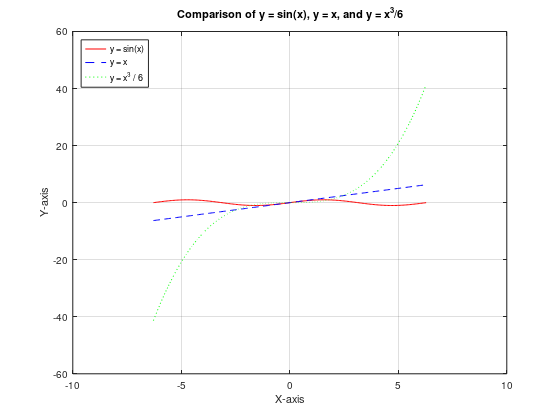 Comparison of y = sin(x), y = x, and y = x³/6
60
y = sin(x)
y = x
y = x³ / 6
40
20
0
-20
-40
-60
Y-axis
-10 -5 0 5 10
X-axis